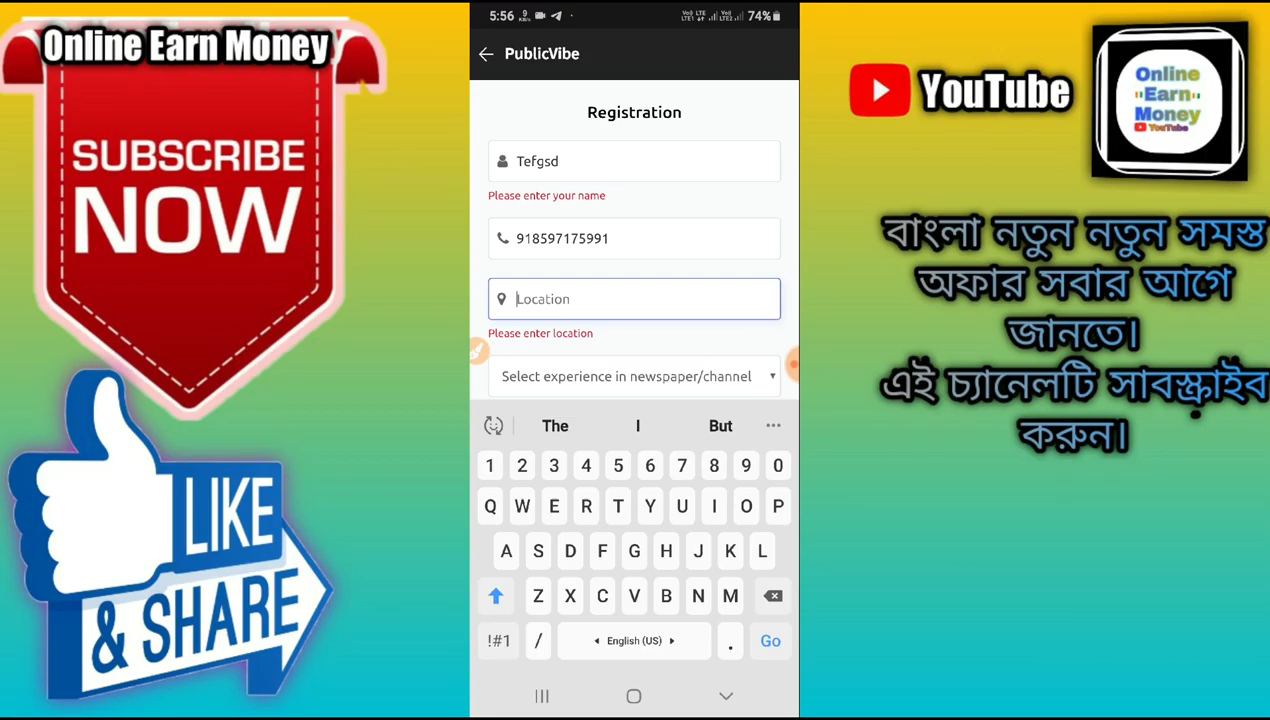 Online Earn Money
SUBSCRIBE
NOW
LIKE
& SHARE
5:56 74%
PublicVibe
Registration
Tefgsd
Please enter your name
918597175991
Location
Please enter location
Select experience in newspaper/channel
The I But
1 2 3 4 5 6 7 8 9 0
Q W E R T Y U I O P
A S D F G H J K L
Z X C V B N M
!#1 / English (US) . Go
YouTube
Online
Earn
Money
YouTube
বাংলা নতুন নতুন সমস্ত
অফার সবার আগে
জানতে।
এই চ্যানেলটি সাবস্ক্রাইব
করুন।